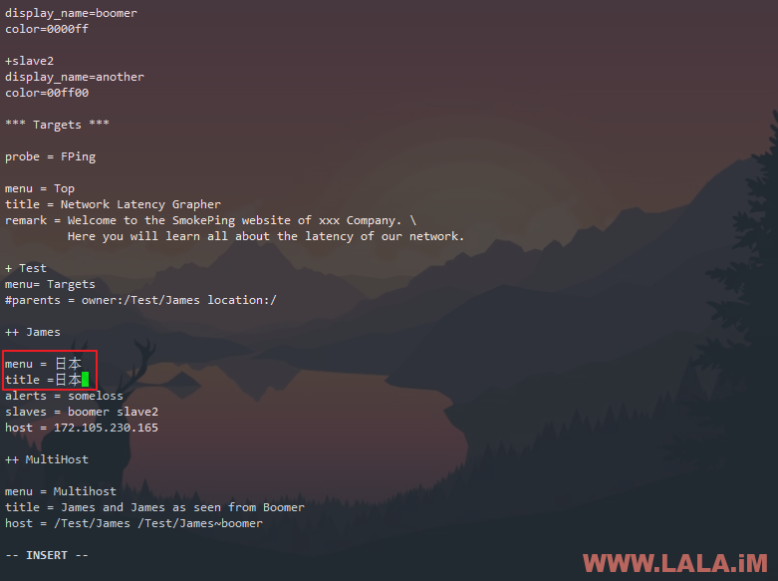 display_name=boomer
color=0000ff
+slave2
display_name=another
color=00ff00
*** Targets ***
probe = FPing
menu = Top
title = Network Latency Grapher
remark = Welcome to the SmokePing website of xxx Company. \
Here you will learn all about the latency of our network.
+ Test
menu= Targets
#parents = owner:/Test/James location:/
++ James
menu = 日本
title =日本
alerts = someloss
slaves = boomer slave2
host = 172.105.230.165
++ MultiHost
menu = Multihost
title = James and James as seen from Boomer
host = /Test/James /Test/James~boomer
-- INSERT --
WWW.LALA.iM